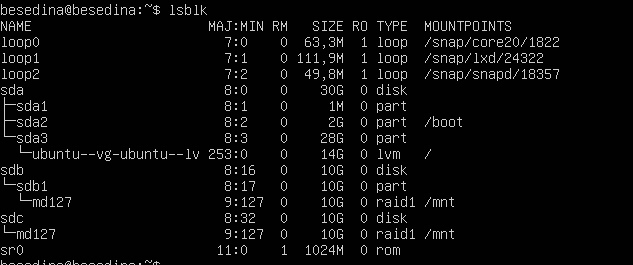 besedina@besedina:~$ lsblk
NAME                      MAJ:MIN RM   SIZE RO TYPE  MOUNTPOINTS
loop0                       7:0    0  63,3M  1 loop  /snap/core20/1822
loop1                       7:1    0 111,9M  1 loop  /snap/lxd/24322
loop2                       7:2    0  49,8M  1 loop  /snap/snapd/18357
sda                         8:0    0    30G  0 disk
├─sda1                      8:1    0     1M  0 part
├─sda2                      8:2    0     2G  0 part  /boot
└─sda3                      8:3    0    28G  0 part
  └─ubuntu--vg-ubuntu--lv 253:0    0    14G  0 lvm   /
sdb                         8:16   0    10G  0 disk
└─sdb1                      8:17   0    10G  0 part
  └─md127                   9:127  0    10G  0 raid1 /mnt
sdc                         8:32   0    10G  0 disk
└─md127                     9:127  0    10G  0 raid1 /mnt
sr0                        11:0    1  1024M  0 rom
besedina@besedina:~$